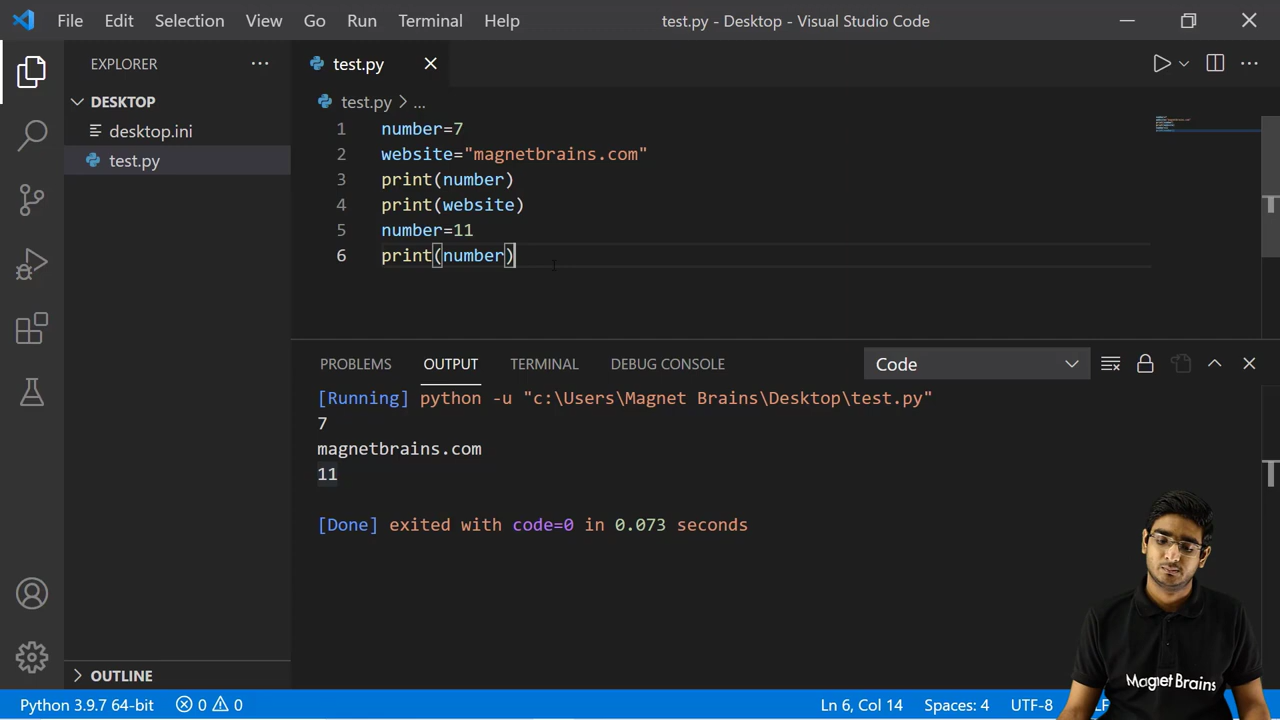 File Edit Selection View Go Run Terminal Help test.py - Desktop - Visual Studio Code
EXPLORER
DESKTOP
desktop.ini
test.py
OUTLINE
test.py
test.py > ...
1 number=7
2 website="magnetbrains.com"
3 print(number)
4 print(website)
5 number=11
6 print(number)
PROBLEMS OUTPUT TERMINAL DEBUG CONSOLE Code
[Running] python -u "c:\Users\Magnet Brains\Desktop\test.py"
7
magnetbrains.com
11
[Done] exited with code=0 in 0.073 seconds
Magnet Brains
Python 3.9.7 64-bit 0 0 Ln 6, Col 14 Spaces: 4 UTF-8